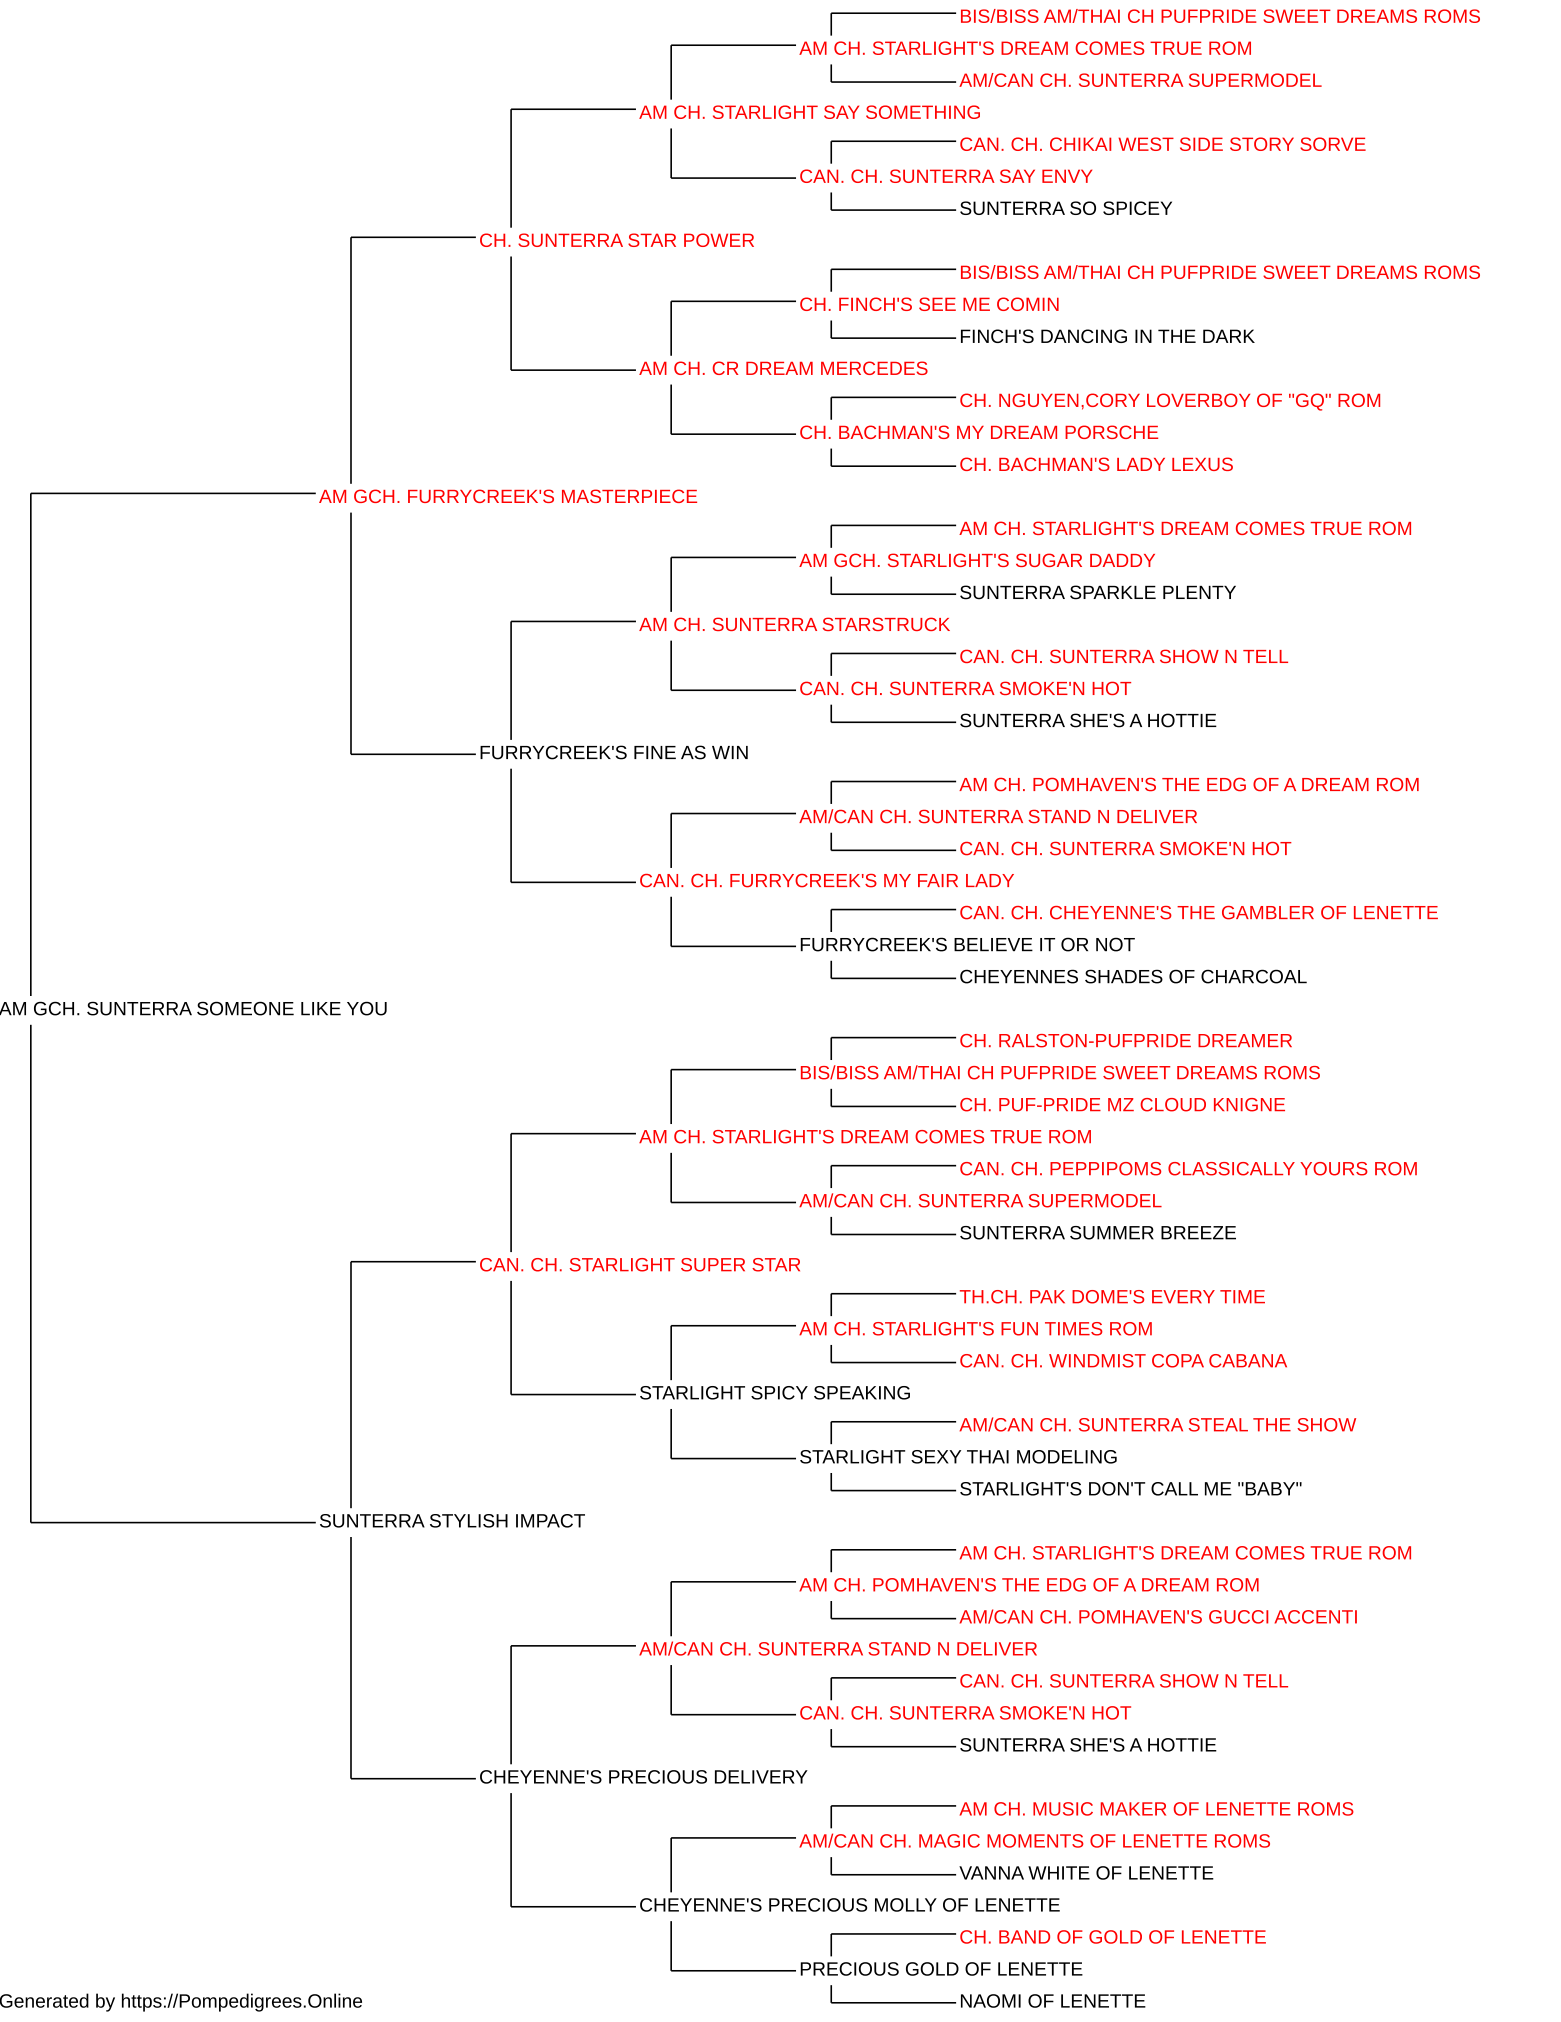 BIS/BISS AM/THAI CH PUFPRIDE SWEET DREAMS ROMS
AM CH. STARLIGHT'S DREAM COMES TRUE ROM
AM/CAN CH. SUNTERRA SUPERMODEL
AM CH. STARLIGHT SAY SOMETHING
CAN. CH. CHIKAI WEST SIDE STORY SORVE
CAN. CH. SUNTERRA SAY ENVY
SUNTERRA SO SPICEY
CH. SUNTERRA STAR POWER
BIS/BISS AM/THAI CH PUFPRIDE SWEET DREAMS ROMS
CH. FINCH'S SEE ME COMIN
FINCH'S DANCING IN THE DARK
AM CH. CR DREAM MERCEDES
CH. NGUYEN,CORY LOVERBOY OF "GQ" ROM
CH. BACHMAN'S MY DREAM PORSCHE
CH. BACHMAN'S LADY LEXUS
AM GCH. FURRYCREEK'S MASTERPIECE
AM CH. STARLIGHT'S DREAM COMES TRUE ROM
AM GCH. STARLIGHT'S SUGAR DADDY
SUNTERRA SPARKLE PLENTY
AM CH. SUNTERRA STARSTRUCK
CAN. CH. SUNTERRA SHOW N TELL
CAN. CH. SUNTERRA SMOKE'N HOT
SUNTERRA SHE'S A HOTTIE
FURRYCREEK'S FINE AS WIN
AM CH. POMHAVEN'S THE EDG OF A DREAM ROM
AM/CAN CH. SUNTERRA STAND N DELIVER
CAN. CH. SUNTERRA SMOKE'N HOT
CAN. CH. FURRYCREEK'S MY FAIR LADY
CAN. CH. CHEYENNE'S THE GAMBLER OF LENETTE
FURRYCREEK'S BELIEVE IT OR NOT
CHEYENNES SHADES OF CHARCOAL
AM GCH. SUNTERRA SOMEONE LIKE YOU
CH. RALSTON-PUFPRIDE DREAMER
BIS/BISS AM/THAI CH PUFPRIDE SWEET DREAMS ROMS
CH. PUF-PRIDE MZ CLOUD KNIGNE
AM CH. STARLIGHT'S DREAM COMES TRUE ROM
CAN. CH. PEPPIPOMS CLASSICALLY YOURS ROM
AM/CAN CH. SUNTERRA SUPERMODEL
SUNTERRA SUMMER BREEZE
CAN. CH. STARLIGHT SUPER STAR
TH.CH. PAK DOME'S EVERY TIME
AM CH. STARLIGHT'S FUN TIMES ROM
CAN. CH. WINDMIST COPA CABANA
STARLIGHT SPICY SPEAKING
AM/CAN CH. SUNTERRA STEAL THE SHOW
STARLIGHT SEXY THAI MODELING
STARLIGHT'S DON'T CALL ME "BABY"
SUNTERRA STYLISH IMPACT
AM CH. STARLIGHT'S DREAM COMES TRUE ROM
AM CH. POMHAVEN'S THE EDG OF A DREAM ROM
AM/CAN CH. POMHAVEN'S GUCCI ACCENTI
AM/CAN CH. SUNTERRA STAND N DELIVER
CAN. CH. SUNTERRA SHOW N TELL
CAN. CH. SUNTERRA SMOKE'N HOT
SUNTERRA SHE'S A HOTTIE
CHEYENNE'S PRECIOUS DELIVERY
AM CH. MUSIC MAKER OF LENETTE ROMS
AM/CAN CH. MAGIC MOMENTS OF LENETTE ROMS
VANNA WHITE OF LENETTE
CHEYENNE'S PRECIOUS MOLLY OF LENETTE
CH. BAND OF GOLD OF LENETTE
PRECIOUS GOLD OF LENETTE
NAOMI OF LENETTE
Generated by https://Pompedigrees.Online